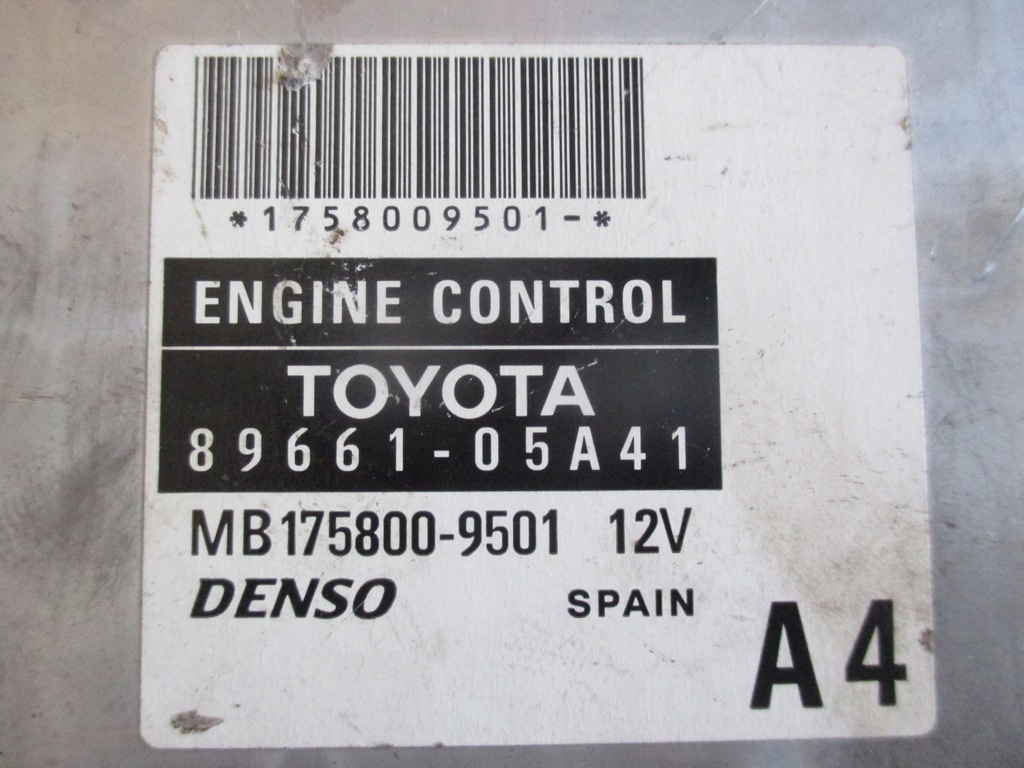 *1758009501-*
ENGINE CONTROL
TOYOTA
89661-05A41
MB175800-9501 12V
DENSO SPAIN
A4